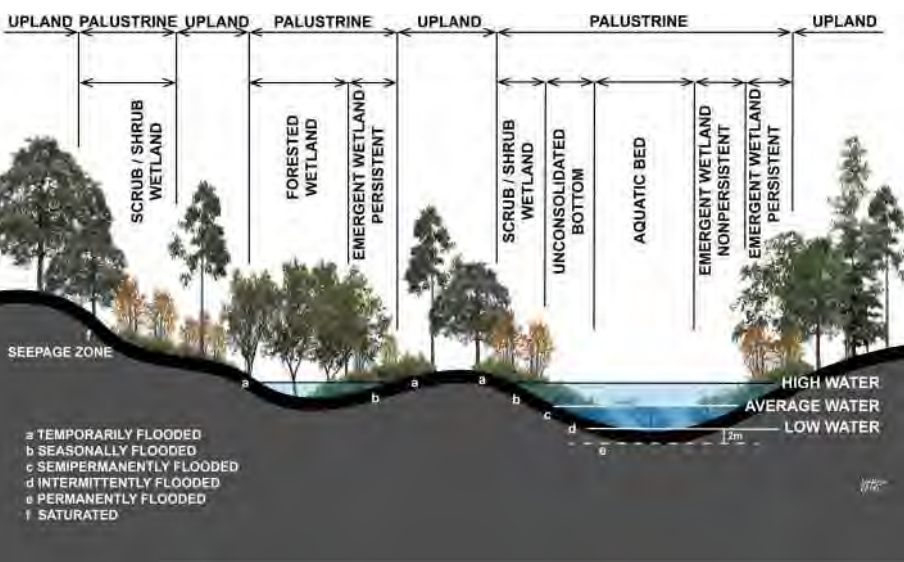 UPLAND PALUSTRINE UPLAND PALUSTRINE UPLAND PALUSTRINE UPLAND
SCRUB / SHRUB
WETLAND
FORESTED
WETLAND
EMERGENT WETLAND
PERSISTENT
SCRUB / SHRUB
WETLAND
UNCONSOLIDATED
BOTTOM
AQUATIC BED
EMERGENT WETLAND
NONPERSISTENT
EMERGENT WETLAND
PERSISTENT
f
SEEPAGE ZONE
a
b
a
a
b
c
d
e
HIGH WATER
AVERAGE WATER
LOW WATER
2m
a TEMPORARILY FLOODED
b SEASONALLY FLOODED
c SEMIPERMANENTLY FLOODED
d INTERMITTENTLY FLOODED
e PERMANENTLY FLOODED
f SATURATED